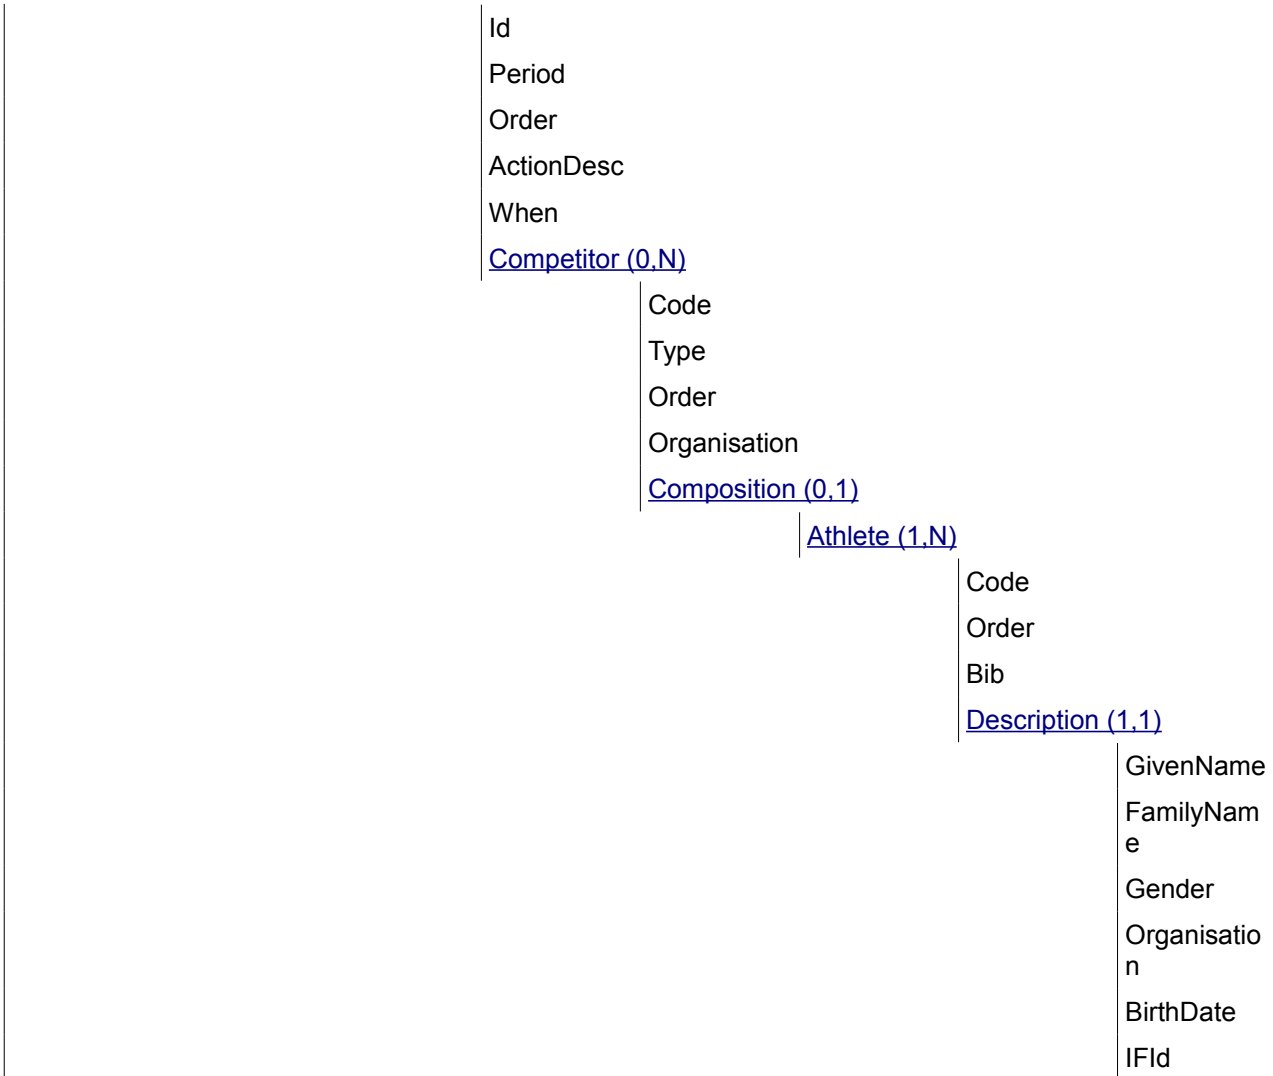 Id
Period
Order
ActionDesc
When
Competitor (0,N)
Code
Type
Order
Organisation
Composition (0,1)
Athlete (1,N)
Code
Order
Bib
Description (1,1)
GivenName
FamilyNam
e
Gender
Organisatio
n
BirthDate
IFId